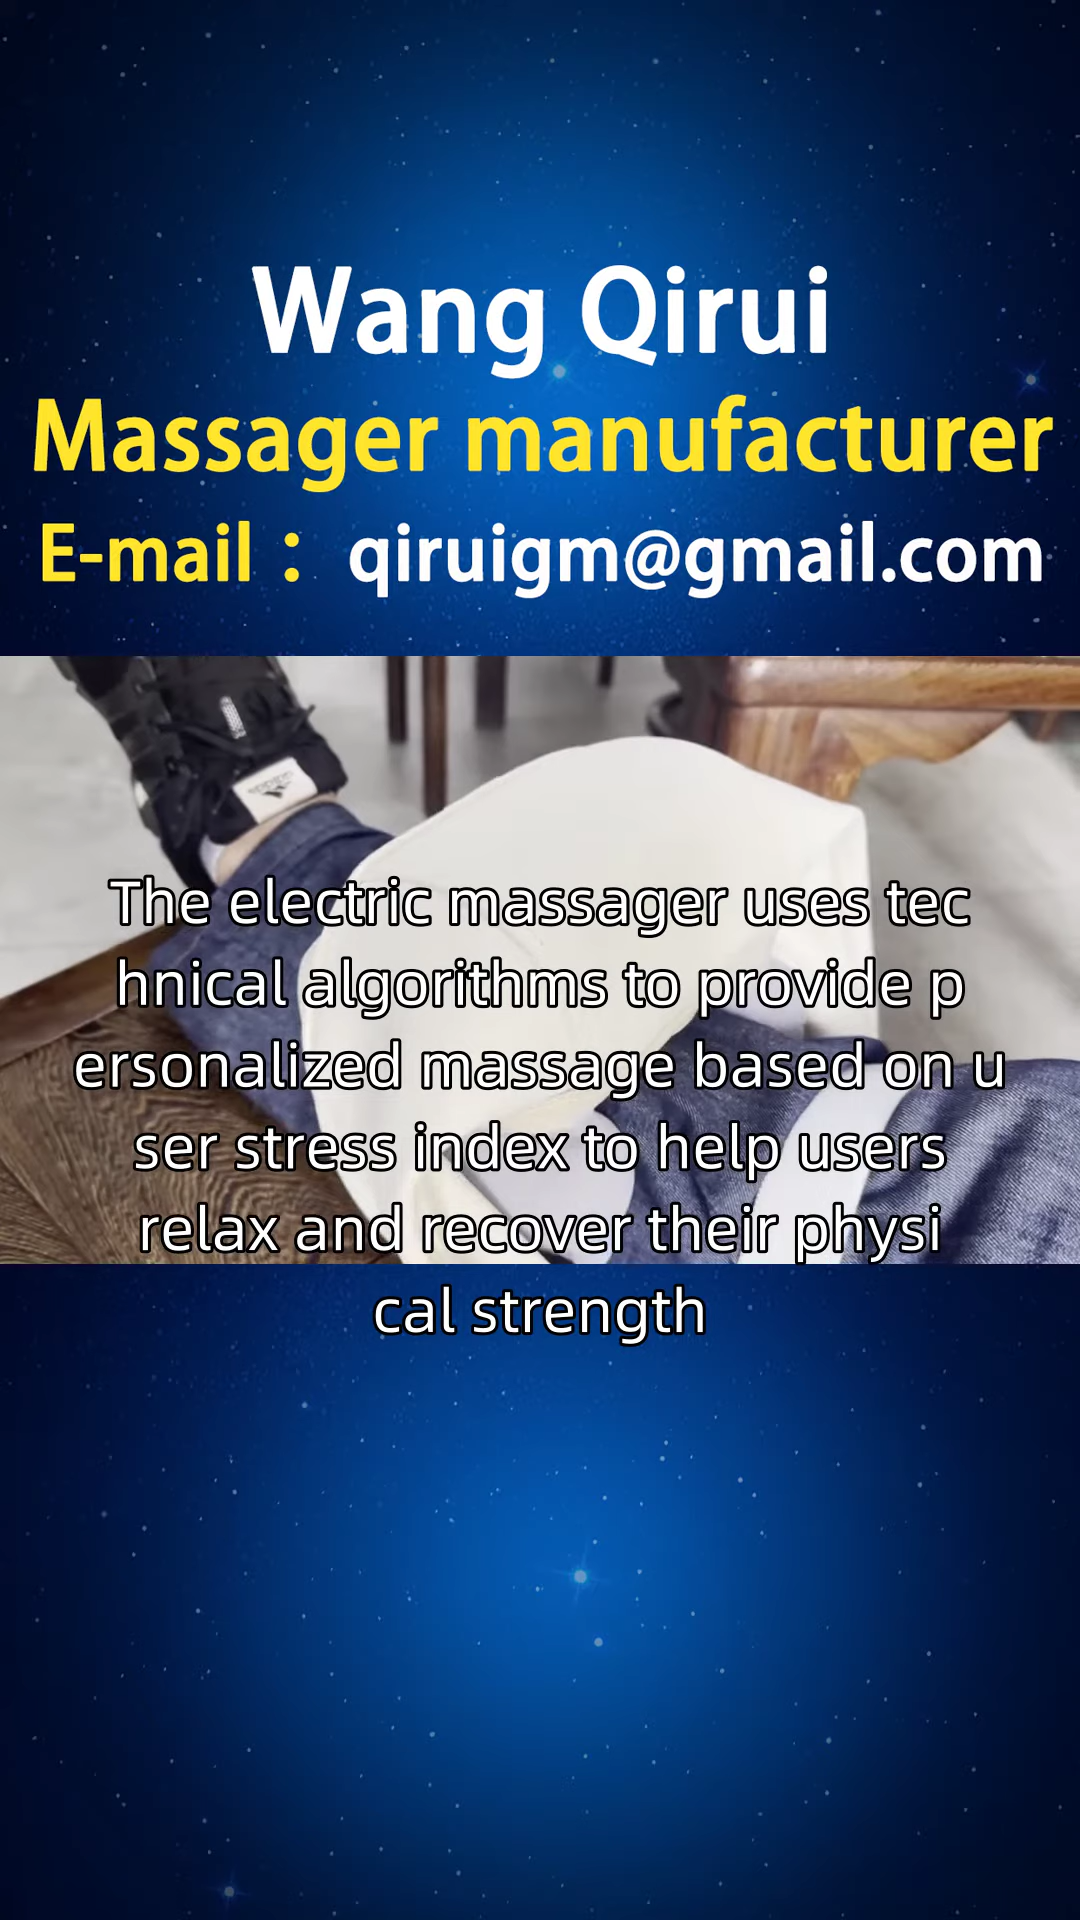 Wang Qirui
Massager manufacturer
E-mail： qiruigm@gmail.com
The electric massager uses tec
hnical algorithms to provide p
ersonalized massage based on u
ser stress index to help users
relax and recover their physi
cal strength